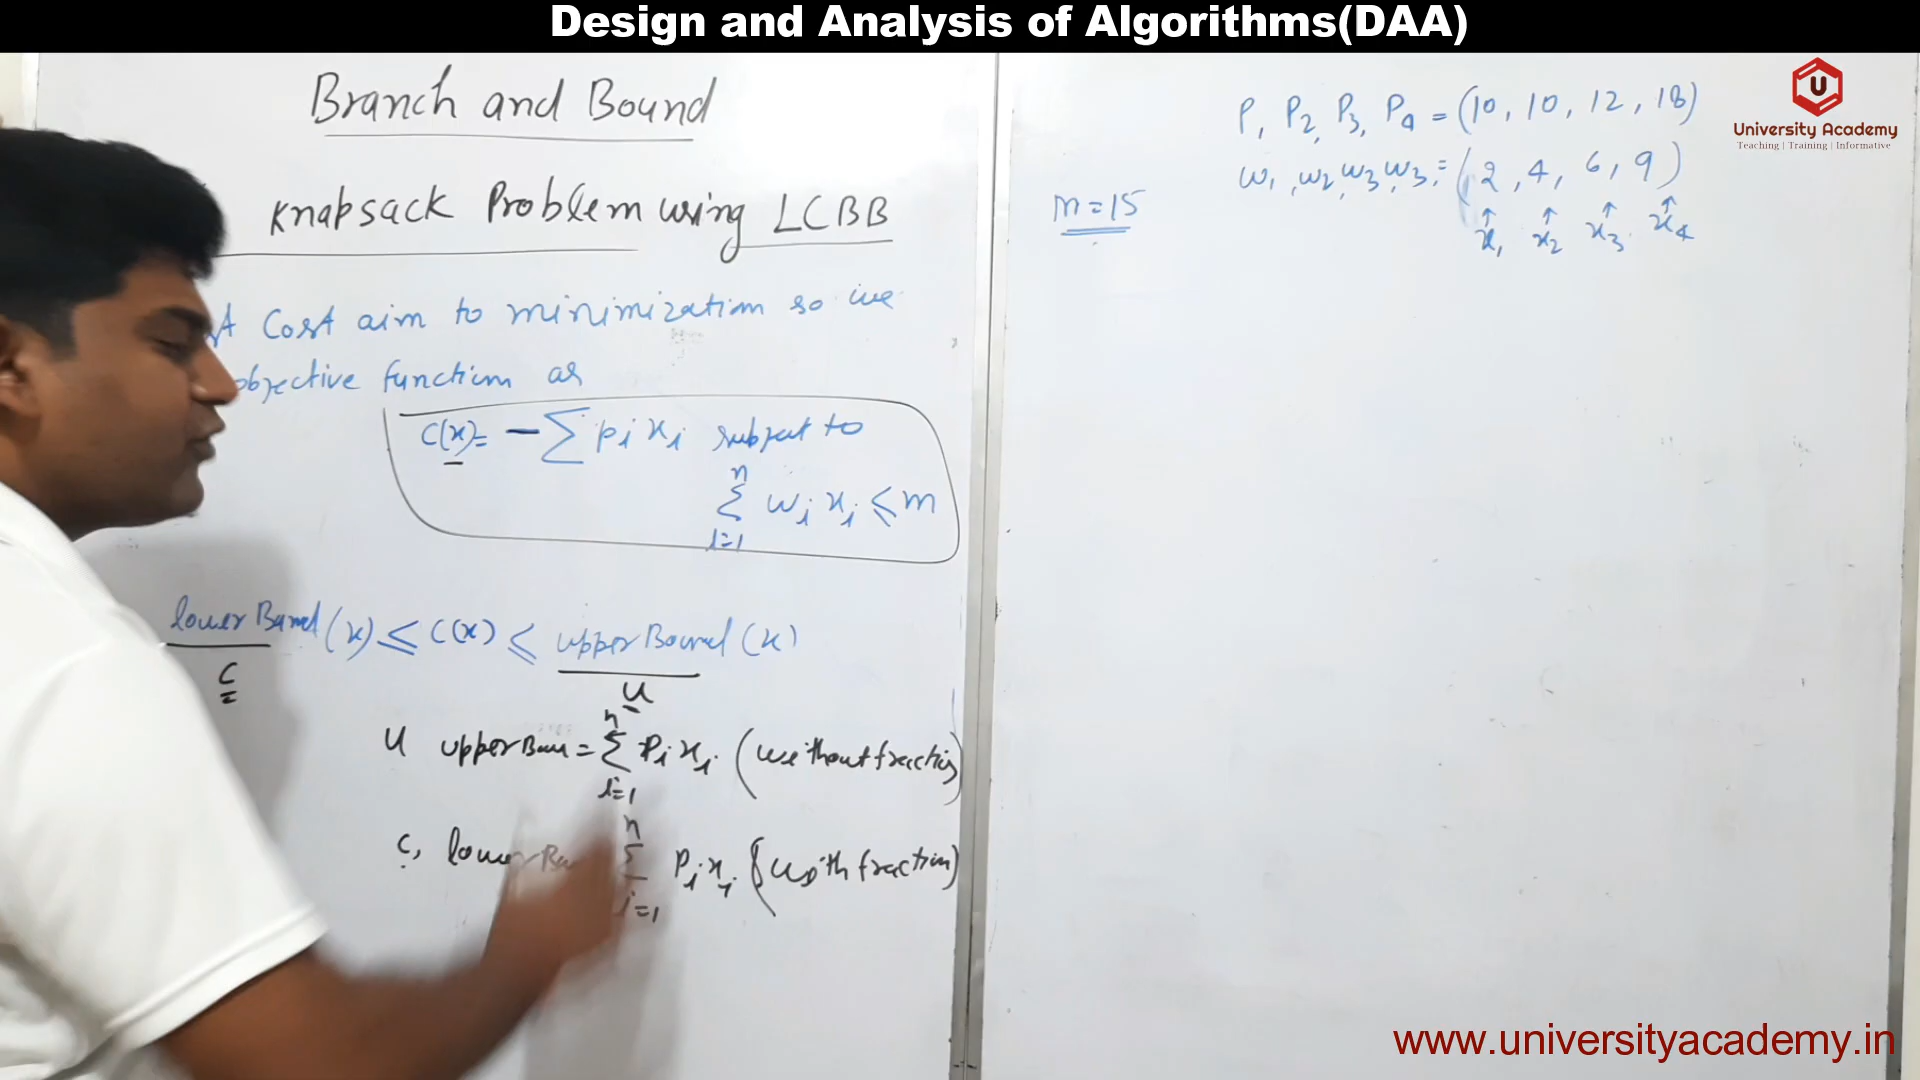 Design and Analysis of Algorithms(DAA)
Branch and Bound
Knapsack Problem using LCBB
Cost aim to minimization so we
objective function as
C(x)= -∑ pi xi subject to
n
∑ wi xi ≤ m
i=1
lower Bound (x) ≤ C(x) ≤ upper Bound (x)
C
U
n
U upper Boun = ∑ Pi xi (without fraction)
i=1
n
C, lower Bo ∑ Pi xi (with fraction)
i=1
P1 P2, P3, P4 = (10, 10, 12, 18)
w1, w2, w3, w3, = (2, 4, 6, 9)
m = 15
↑ ↑ ↑ ↑
x1 x2 x3 x4
U
University Academy
Teaching | Training | Informative
www.universityacademy.in